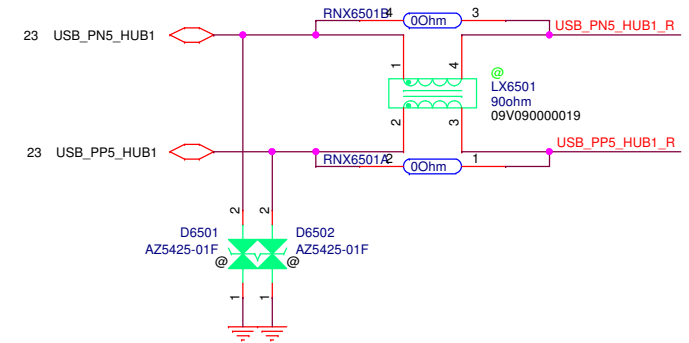 RNX6501B
4
0Ohm
3
USB_PN5_HUB1_R
23 USB_PN5_HUB1
1
4
@
LX6501
90ohm
09V090000019
2
3
USB_PP5_HUB1_R
23 USB_PP5_HUB1
RNX6501A
2
0Ohm
1
2
2
D6501
D6502
AZ5425-01F
AZ5425-01F
@
@
1
1